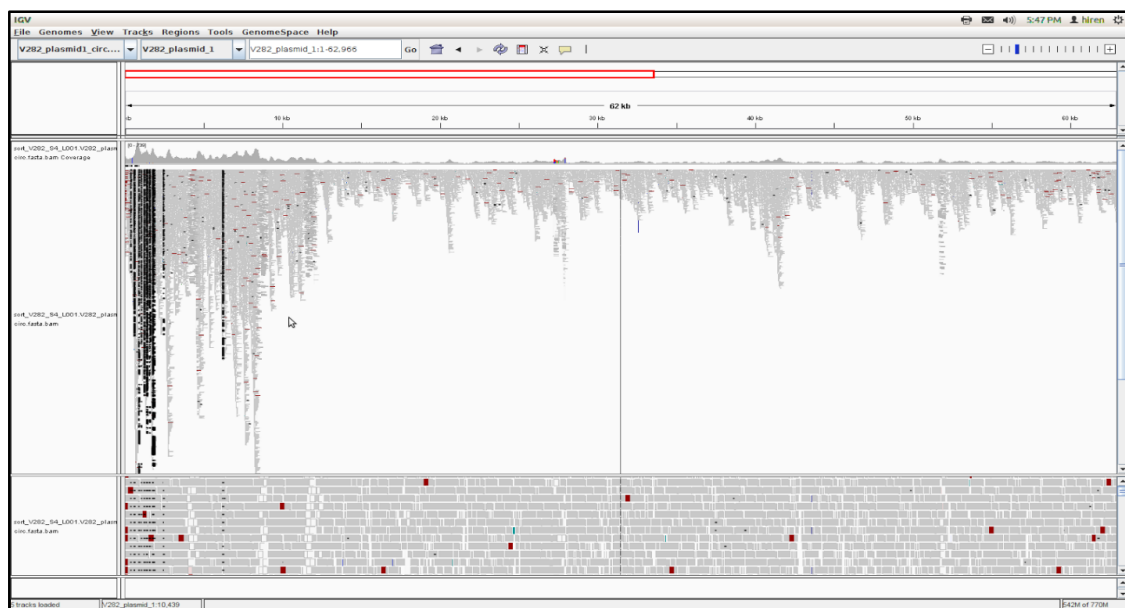 IGV
5:47 PM hiren
File Genomes View Tracks Regions Tools GenomeSpace Help
V282_plasmid1_circ.... V282_plasmid_1 V282_plasmid_1:1-62,966 Go
62 kb
10 kb 20 kb 30 kb 40 kb 50 kb 60 kb
sort_V282_S4_L001.V282_plasm
circ.fasta.bam Coverage
sort_V282_S4_L001.V282_plasm
circ.fasta.bam
sort_V282_S4_L001.V282_plasm
circ.fasta.bam
tracks loaded V282_plasmid_1:10,439 542M of 770M